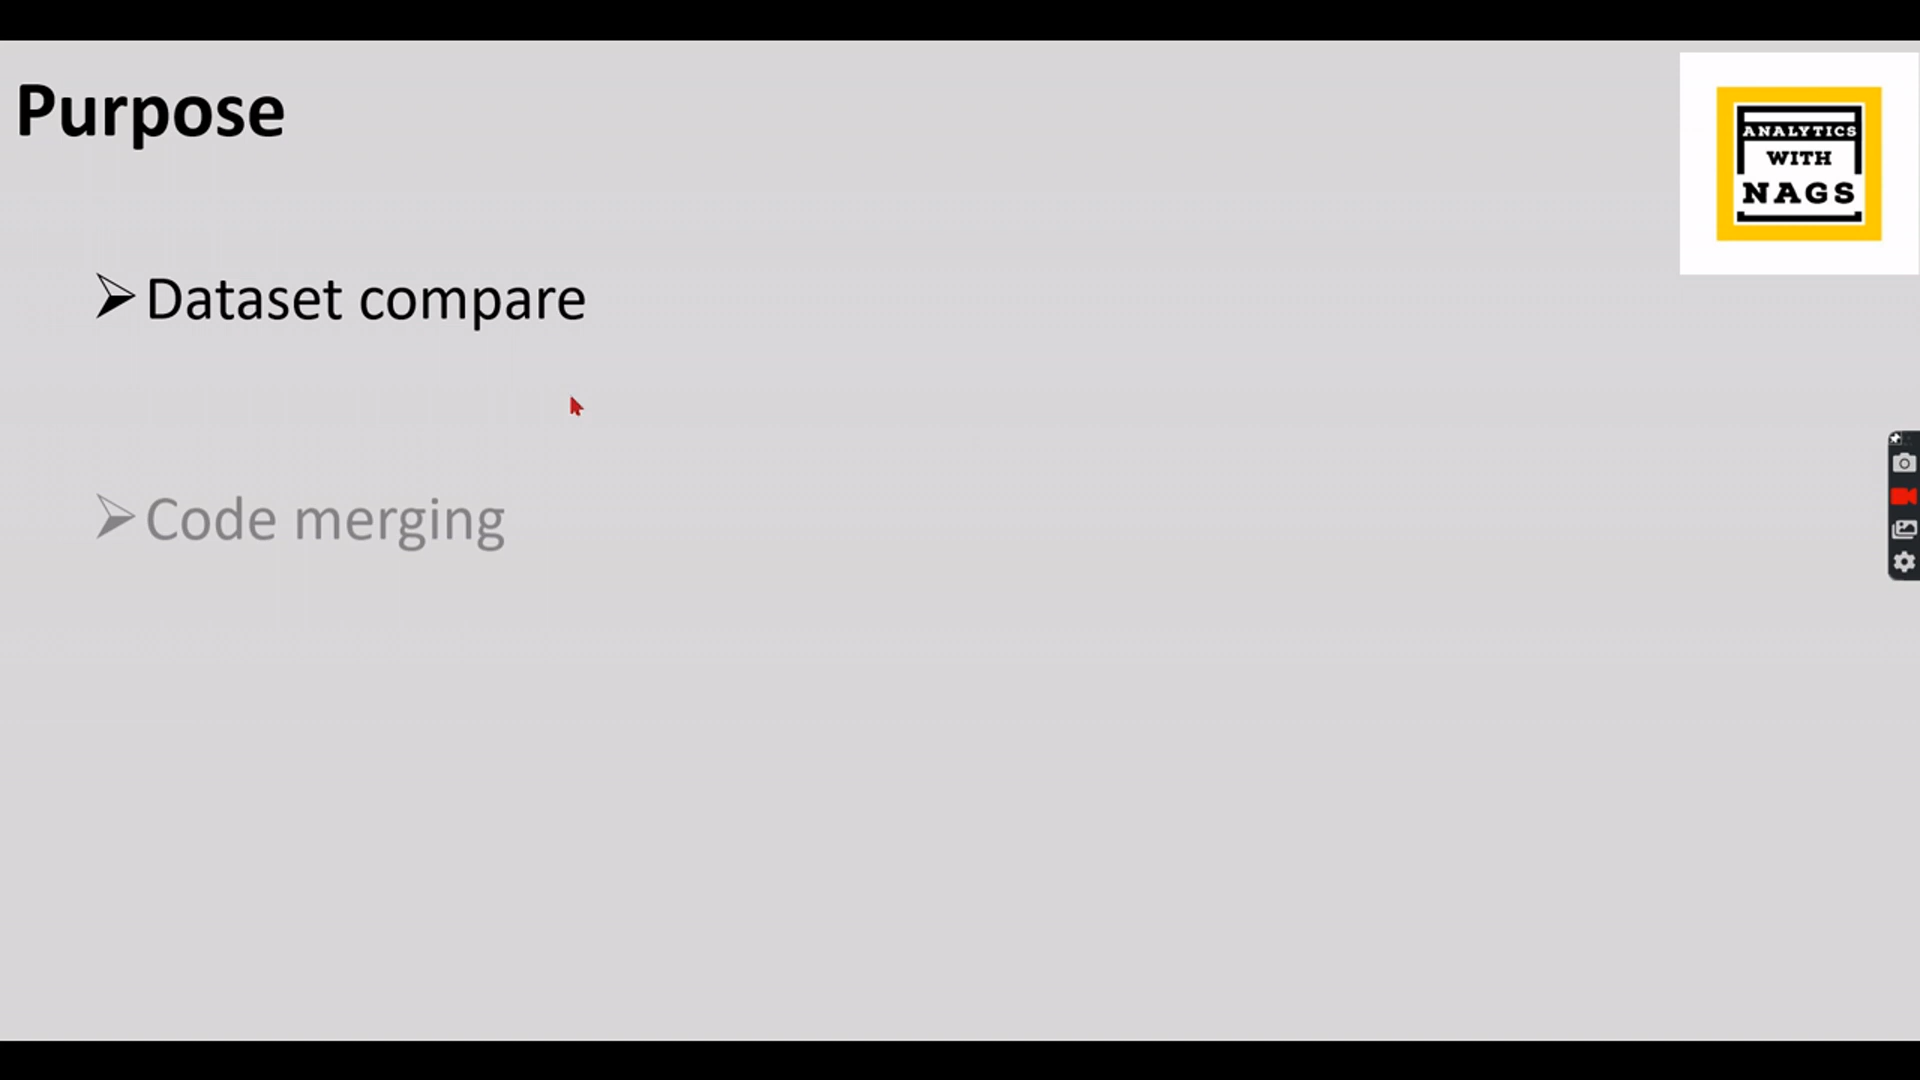 Purpose
ANALYTICS
WITH
NAGS
Dataset compare
Code merging